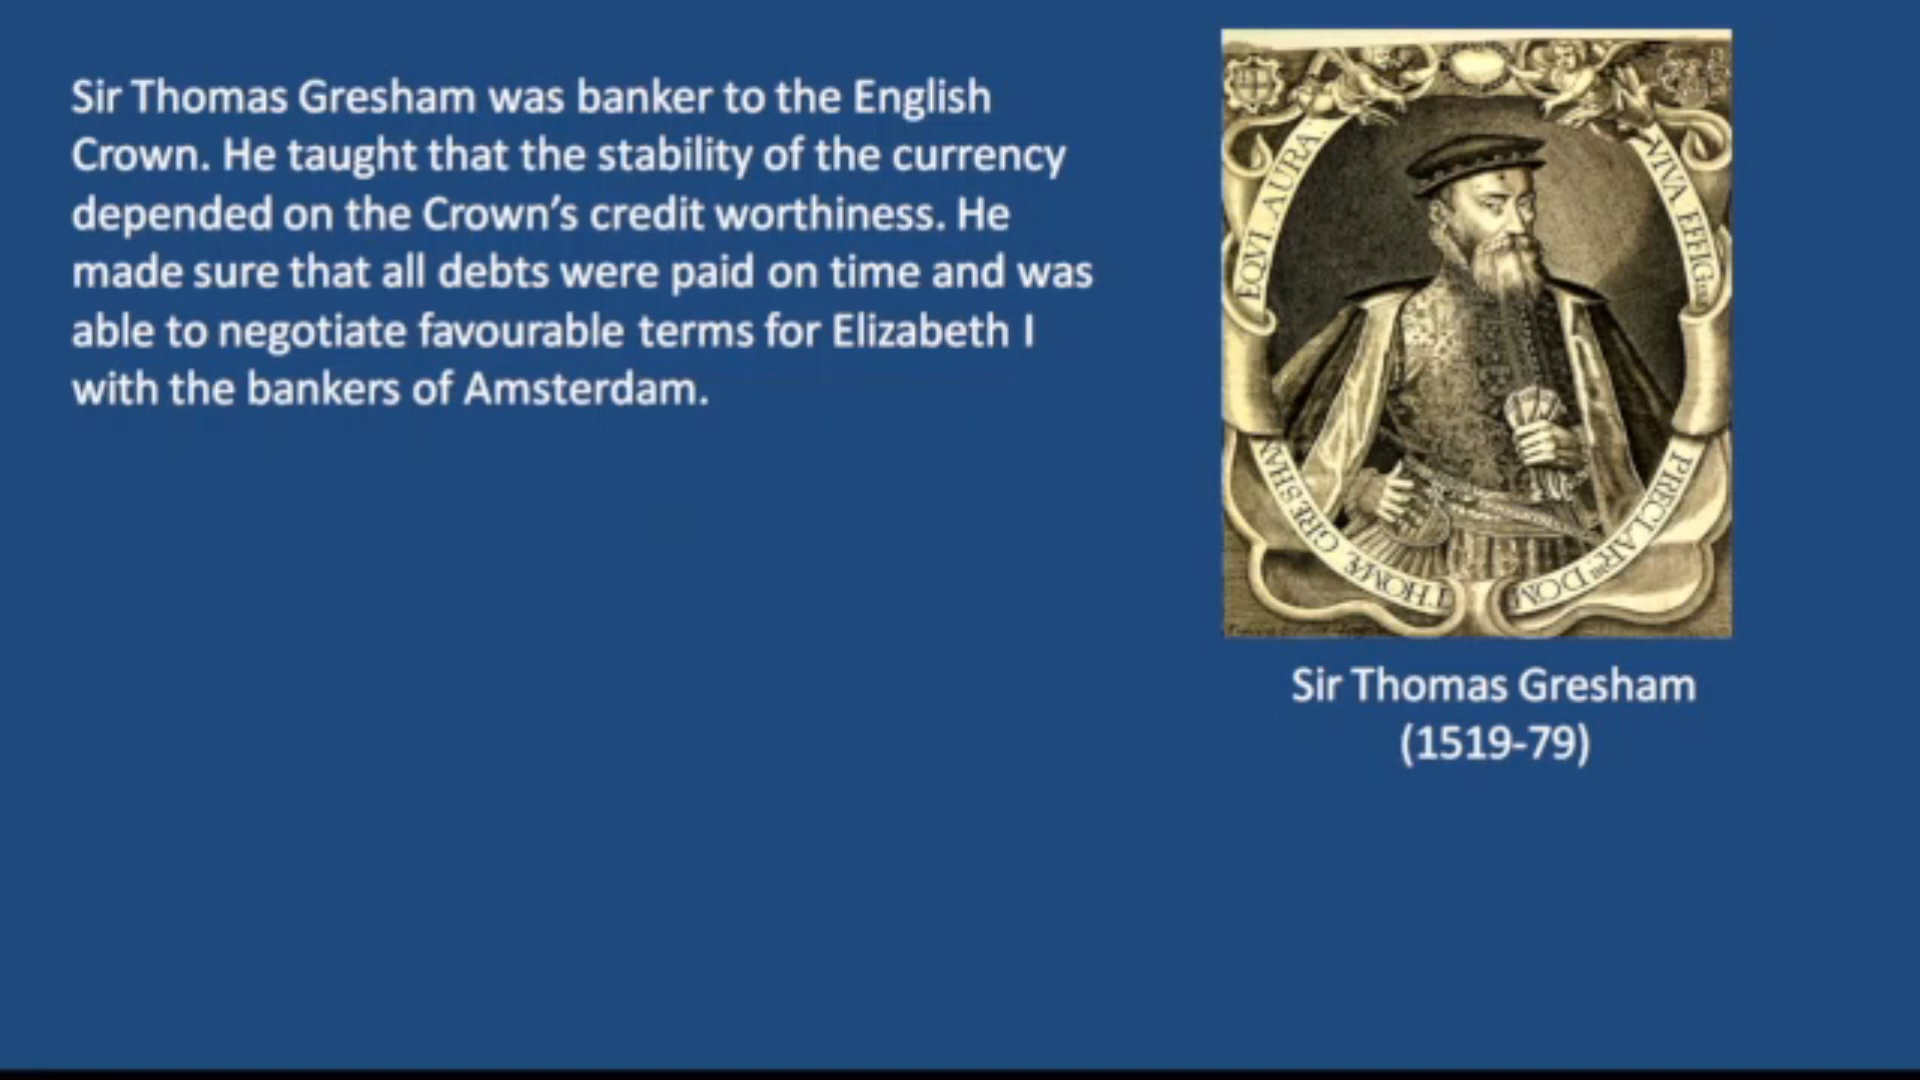 Sir Thomas Gresham was banker to the English
Crown. He taught that the stability of the currency
depended on the Crown's credit worthiness. He
made sure that all debts were paid on time and was
able to negotiate favourable terms for Elizabeth I
with the bankers of Amsterdam.
EQVI. AURA.
VIVA EFFIG
PRECLAR DOM
THOMÆ GRESHAM
Sir Thomas Gresham
(1519-79)